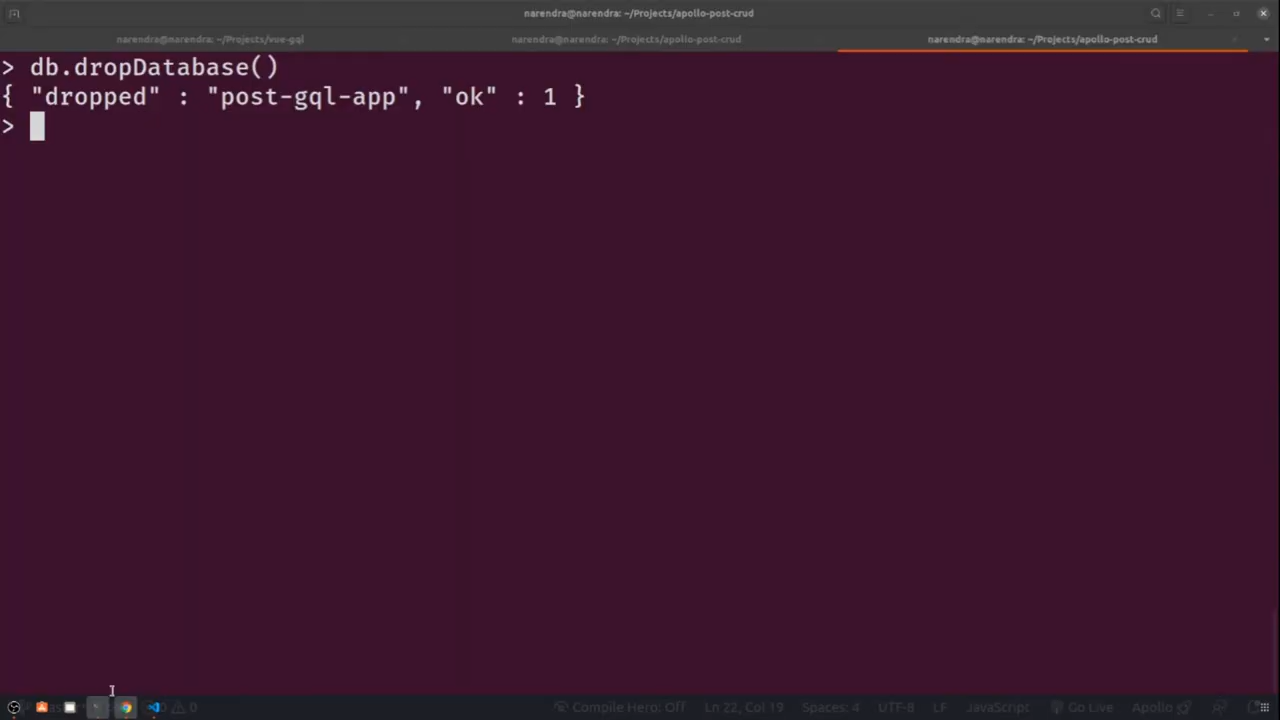 narendra@narendra: ~/Projects/apollo-post-crud
narendra@narendra: ~/Projects/vue-gql
narendra@narendra: ~/Projects/apollo-post-crud
narendra@narendra: ~/Projects/apollo-post-crud
> db.dropDatabase()
{ "dropped" : "post-gql-app", "ok" : 1 }
>
0 0 Compile Hero: Off Ln 22, Col 19 Spaces: 4 UTF-8 LF JavaScript Go Live Apollo